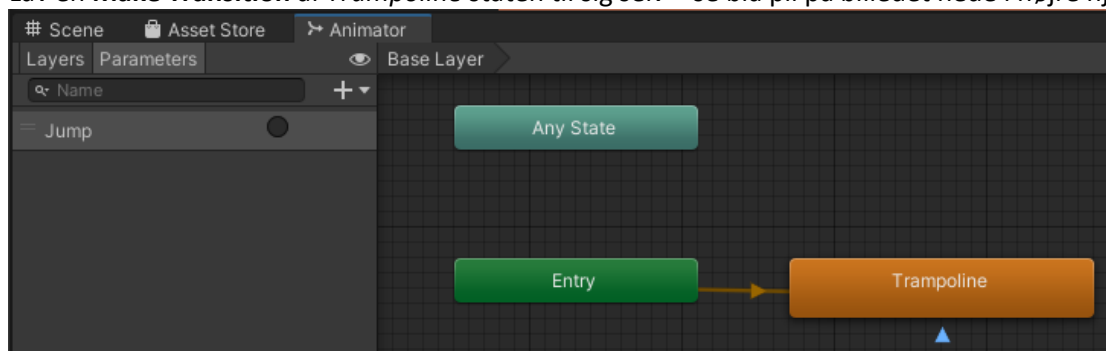 # Scene Asset Store Animator
Layers Parameters Base Layer
Name
Jump
Any State
Entry
Trampoline